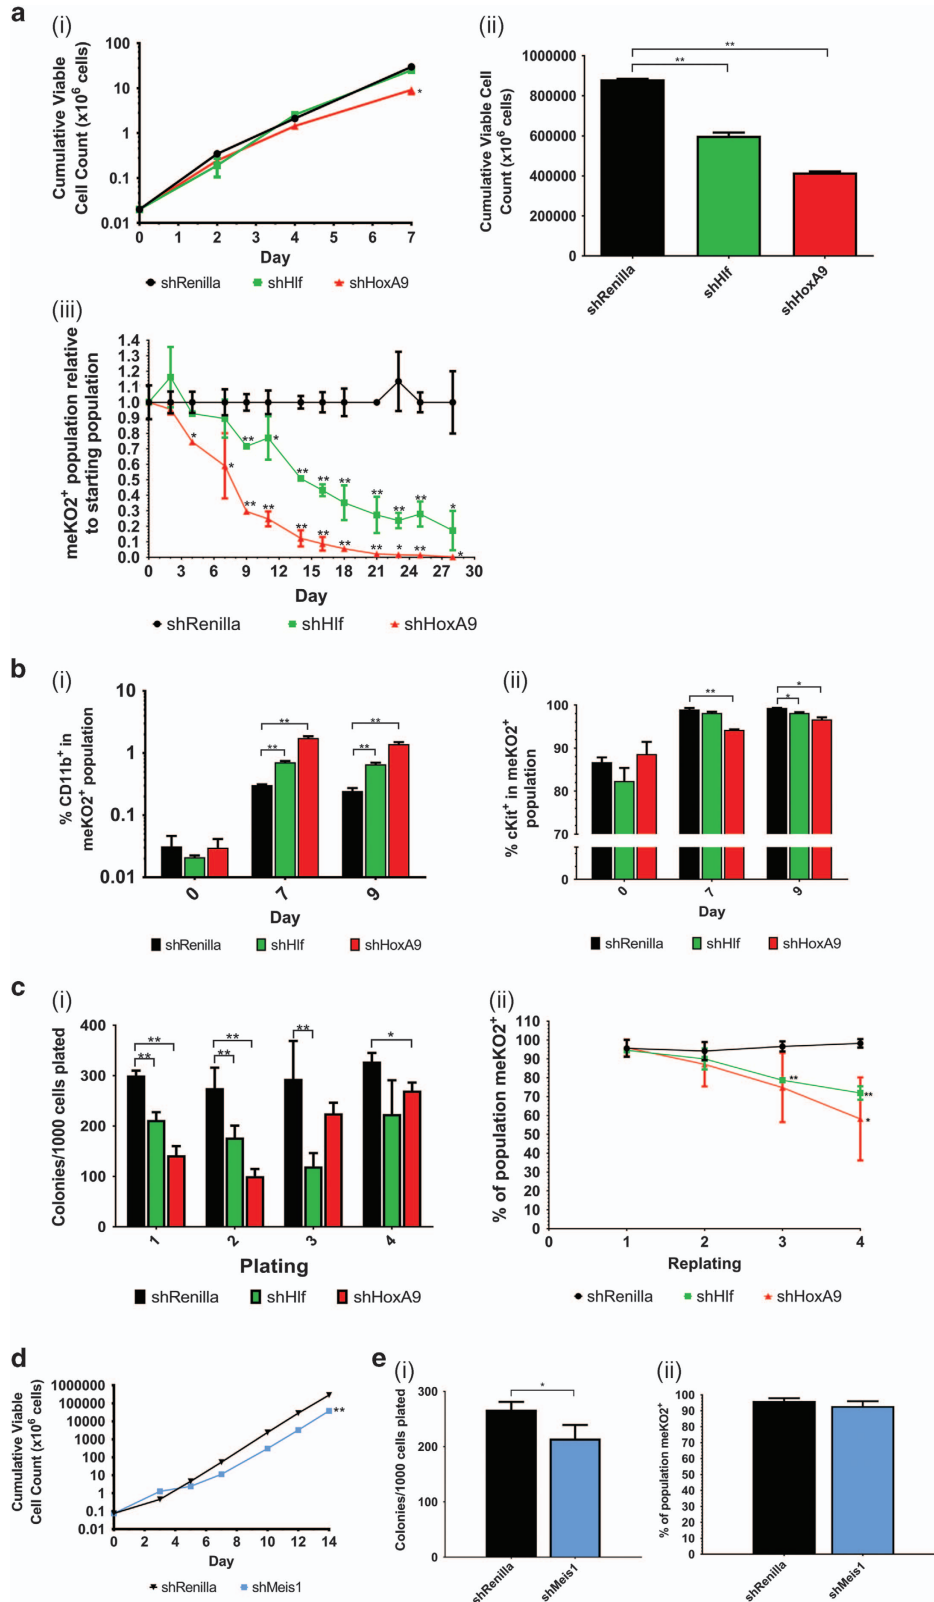 a
(i)
Cumulative Viable
Cell Count (x10⁶ cells)
100
10
1
0.1
0.01
0 1 2 3 4 5 6 7
*
Day
shRenilla shHlf shHoxA9
(ii)
Cumulative Viable Cell
Count (x10⁶ cells)
1000000
800000
600000
400000
200000
0
**
**
shRenilla
shHlf
shHoxA9
(iii)
meKO2⁺ population relative
to starting population
1.4
1.3
1.2
1.1
1.0
0.9
0.8
0.7
0.6
0.5
0.4
0.3
0.2
0.1
0.0
0 3 6 9 12 15 18 21 24 27 30
** * ** ** ** ** ** ** *
* * ** ** ** ** ** ** * ** *
Day
shRenilla shHlf shHoxA9
b
(i)
% CD11b⁺ in
meKO2⁺ population
10
1
0.1
0.01
** **
** **
0 7 9
Day
shRenilla shHlf shHoxA9
(ii)
% cKit⁺ in meKO2⁺
population
100
90
80
70
0
** *
*
0 7 9
Day
shRenilla shHlf shHoxA9
c
(i)
Colonies/1000 cells plated
400
300
200
100
0
** ** ** *
** **
1 2 3 4
Plating
shRenilla shHlf shHoxA9
(ii)
% of population meKO2⁺
110
100
90
80
70
60
50
40
30
20
10
0
** **
*
0 1 2 3 4
Replating
shRenilla shHlf shHoxA9
d
Cumulative Viable
Cell Count (x10⁶ cells)
1000000
100000
10000
1000
100
10
1
0.1
0.01
**
0 2 4 6 8 10 12 14
Day
shRenilla shMeis1
e
(i)
Colonies/1000 cells plated
300
200
100
0
*
shRenilla
shMeis1
(ii)
% of population meKO2⁺
100
90
80
70
60
50
40
30
20
10
0
shRenilla
shMeis1